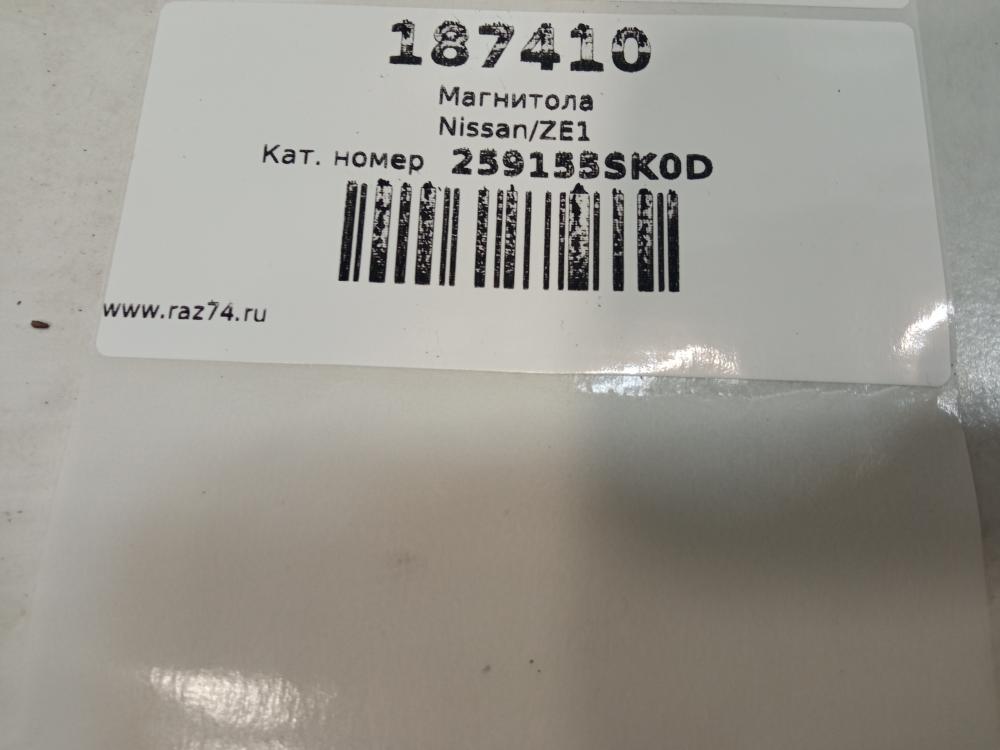 187410
Магнитола
Nissan/ZE1
Кат. номер 259155SK0D
www.raz74.ru